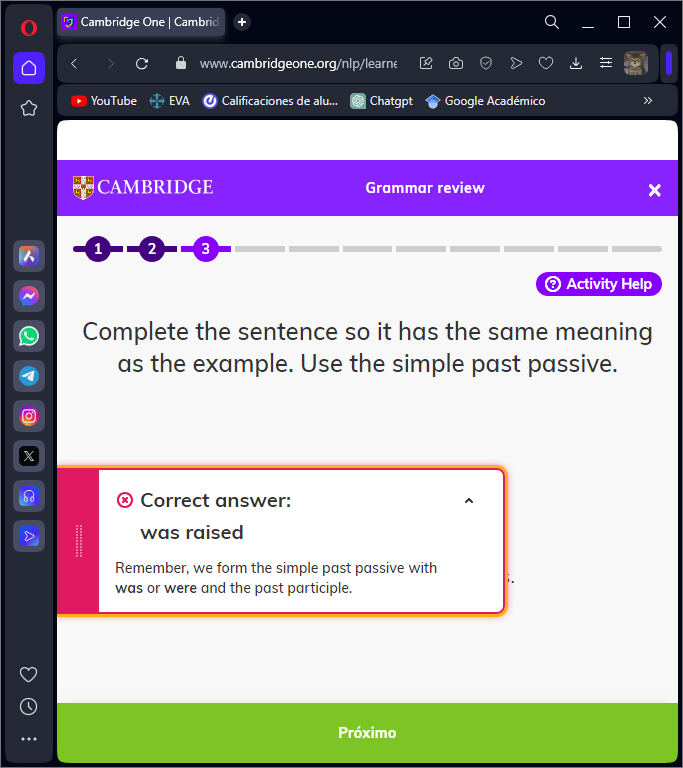 Cambridge One | Cambrid
www.cambridgeone.org/nlp/learne
YouTube
EVA
Calificaciones de alu...
Chatgpt
Google Académico
CAMBRIDGE
Grammar review
1
2
3
Activity Help
Complete the sentence so it has the same meaning
as the example. Use the simple past passive.
Correct answer:
was raised
Remember, we form the simple past passive with
was or were and the past participle.
s.
Próximo